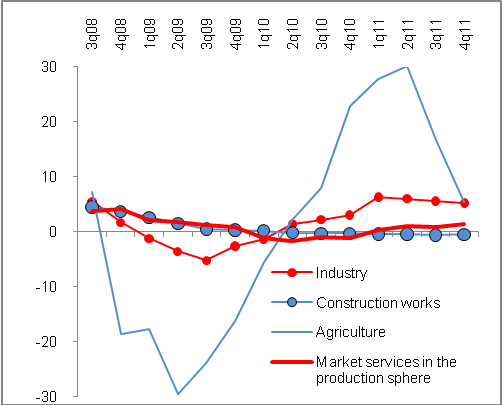 3q08 4q08 1q09 2q09 3q09 4q09 1q10 2q10 3q10 4q10 1q11 2q11 3q11 4q11
30
20
10
0
-10
-20
-30
Industry
Construction works
Agriculture
Market services in the
production sphere